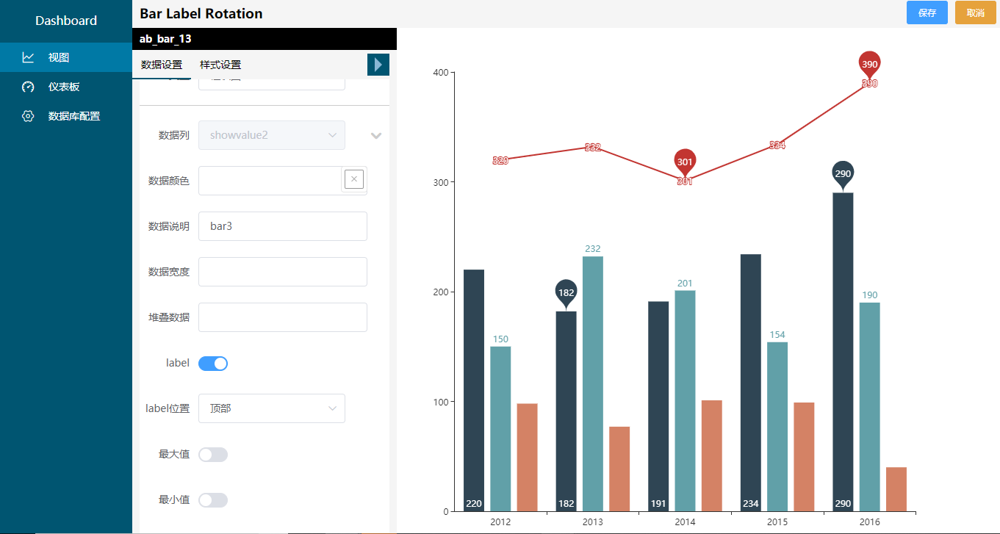 Dashboard
视图
仪表板
数据库配置
Bar Label Rotation
保存
取消
ab_bar_13
数据设置
样式设置
数据列
showvalue2
数据颜色
数据说明
bar3
数据宽度
堆叠数据
label
label位置
顶部
最大值
最小值
400
300
200
100
0
390
390
320
332
301
301
334
290
182
232
201
150
154
190
220
182
191
234
290
2012
2013
2014
2015
2016